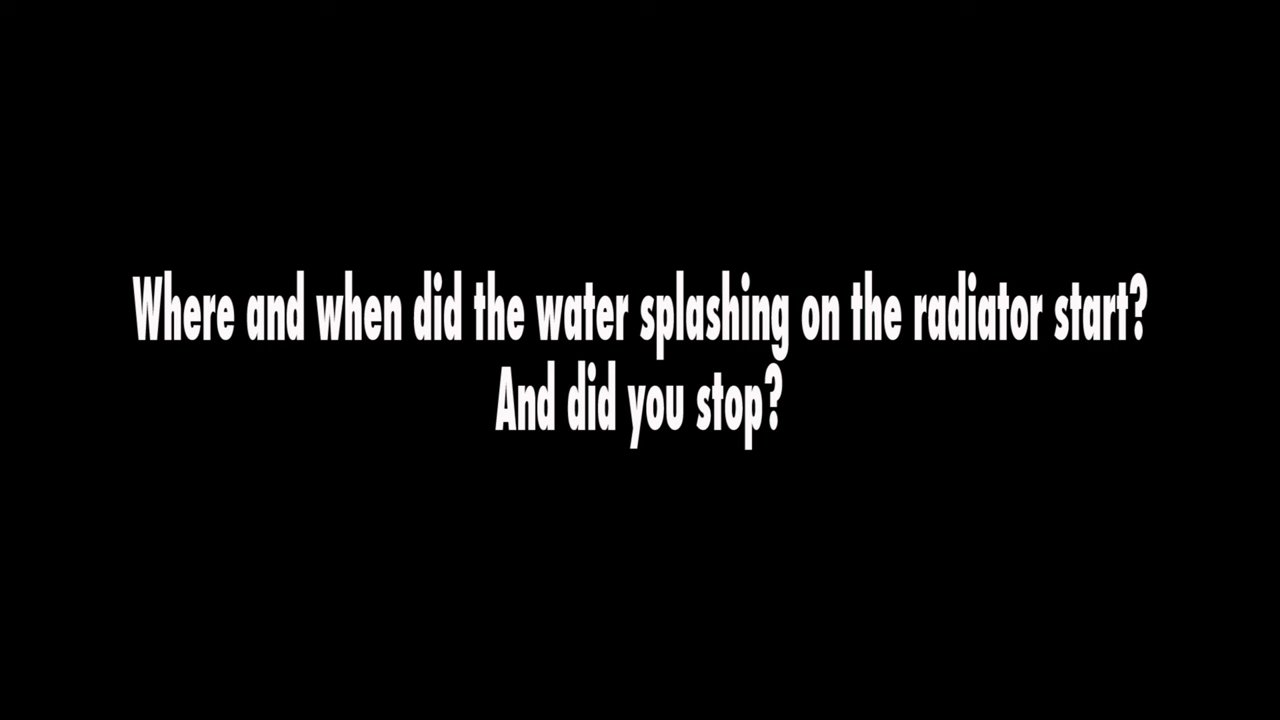 Where and when did the water splashing on the radiator start?
And did you stop?